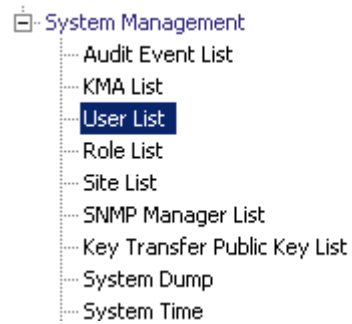 System Management
Audit Event List
KMA List
User List
Role List
Site List
SNMP Manager List
Key Transfer Public Key List
System Dump
System Time